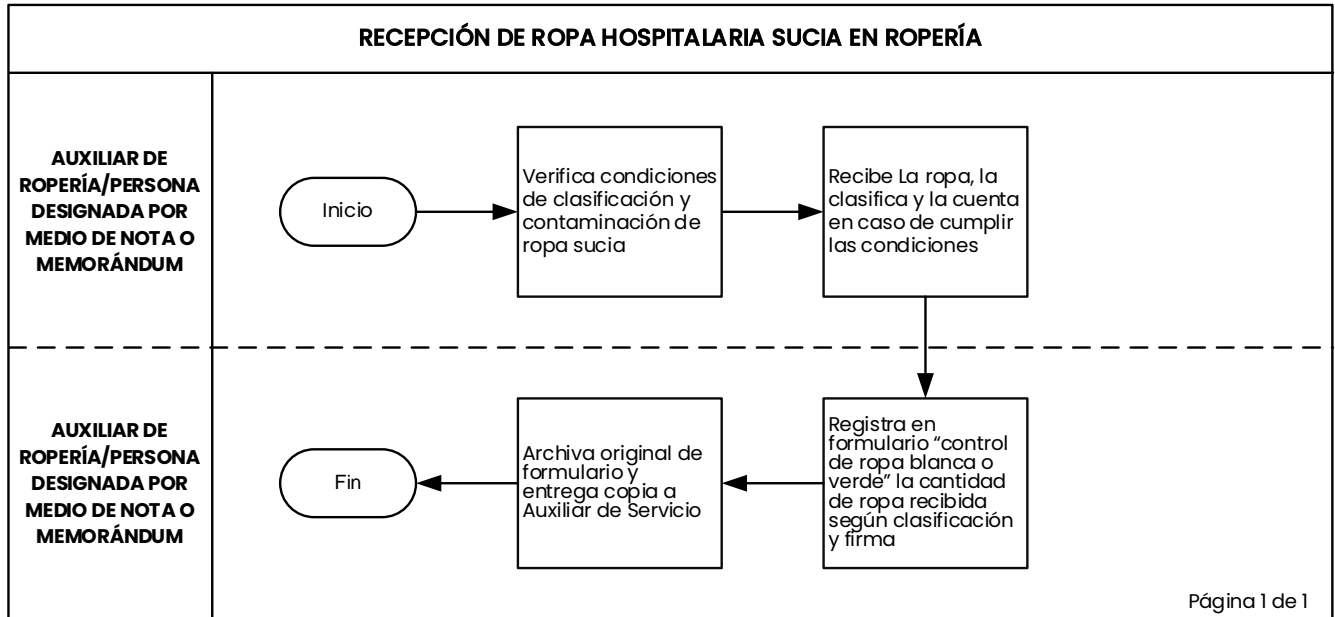 RECEPCIÓN DE ROPA HOSPITALARIA SUCIA EN ROPERÍA
AUXILIAR DE
ROPERÍA/PERSONA
DESIGNADA POR
MEDIO DE NOTA O
MEMORÁNDUM
Inicio
Verifica condiciones
de clasificación y
contaminación de
ropa sucia
Recibe La ropa, la
clasifica y la cuenta
en caso de cumplir
las condiciones
AUXILIAR DE
ROPERÍA/PERSONA
DESIGNADA POR
MEDIO DE NOTA O
MEMORÁNDUM
Fin
Archiva original de
formulario y
entrega copia a
Auxiliar de Servicio
Registra en
formulario “control
de ropa blanca o
verde” la cantidad
de ropa recibida
según clasificación
y firma
Página 1 de 1